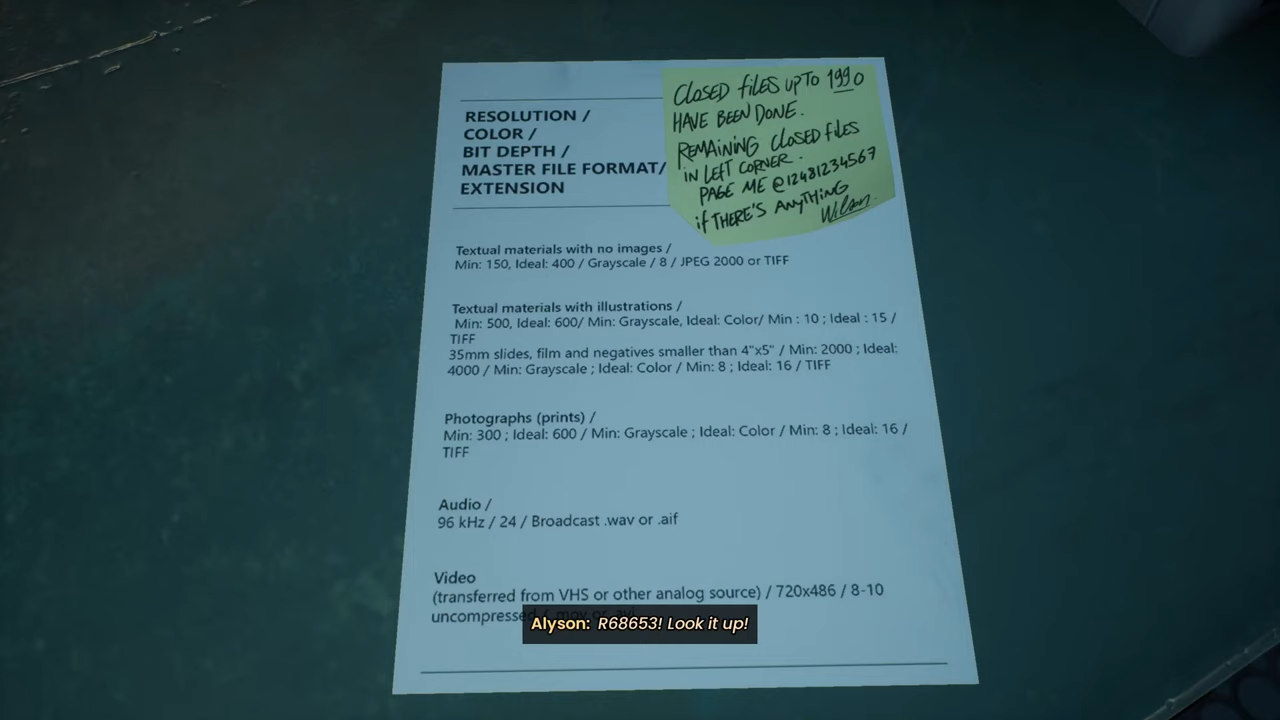 RESOLUTION /
COLOR /
BIT DEPTH /
MASTER FILE FORMAT/
EXTENSION
CLOSED FILES UP TO 1990
HAVE BEEN DONE.
REMAINING CLOSED FILES
IN LEFT CORNER.
PAGE ME @12481234567
if THERE'S ANYTHING
Wilson.
Textual materials with no images /
Min: 150, Ideal: 400 / Grayscale / 8 / JPEG 2000 or TIFF
Textual materials with illustrations /
Min: 500, Ideal: 600/ Min: Grayscale, Ideal: Color/ Min : 10 ; Ideal : 15 /
TIFF
35mm slides, film and negatives smaller than 4"x5" / Min: 2000 ; Ideal:
4000 / Min: Grayscale ; Ideal: Color / Min: 8 ; Ideal: 16 / TIFF
Photographs (prints) /
Min: 300 ; Ideal: 600 / Min: Grayscale ; Ideal: Color / Min: 8 ; Ideal: 16 /
TIFF
Audio /
96 kHz / 24 / Broadcast .wav or .aif
Video
(transferred from VHS or other analog source) / 720x486 / 8-10
uncompressed
Alyson: R68653! Look it up!